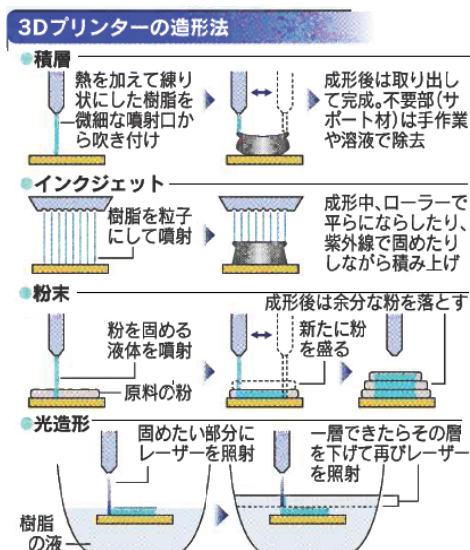 3Dプリンターの造形法
積層
熱を加えて練り
状にした樹脂を
微細な噴射口か
ら吹き付け
成形後は取り出し
て完成。不要部(サ
ポート材)は手作業
や溶液で除去
インクジェット
樹脂を粒子
にして噴射
成形中、ローラーで
平らにならしたり、
紫外線で固めたり
しながら積み上げ
粉末
粉を固める
液体を噴射
原料の粉
新たに粉
を盛る
成形後は余分な粉を落とす
光造形
固めたい部分に
レーザーを照射
樹脂
の液
一層できたらその層
を下げて再びレーザー
を照射